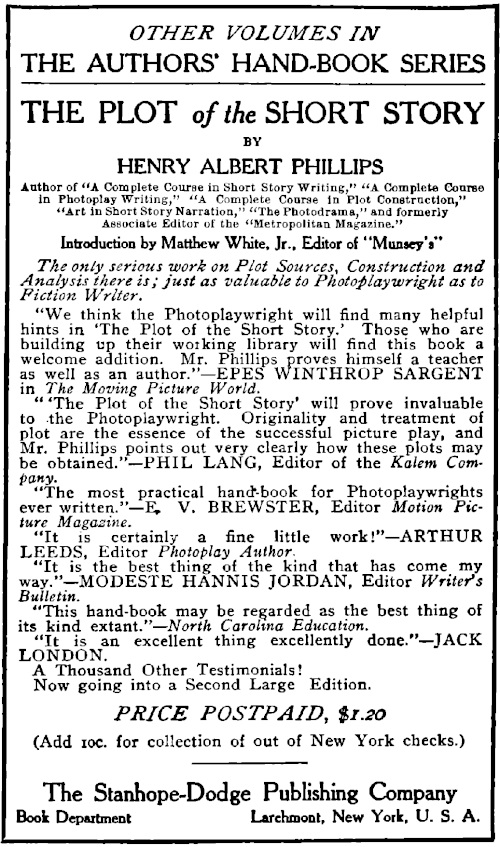 OTHER VOLUMES IN
THE AUTHORS' HAND-BOOK SERIES
THE PLOT of the SHORT STORY
BY
HENRY ALBERT PHILLIPS
Author of "A Complete Course in Short Story Writing," "A Complete Course
in Photoplay Writing," "A Complete Course in Plot Construction,"
"Art in Short Story Narration," "The Photodrama," and formerly
Associate Editor of the "Metropolitan Magazine."
Introduction by Matthew White, Jr., Editor of "Munsey's"
The only serious work on Plot Sources, Construction and
Analysis there is; just as valuable to Photoplaywright as to
Fiction Writer.
"We think the Photoplaywright will find many helpful
hints in 'The Plot of the Short Story.' Those who are
building up their working library will find this book a
welcome addition. Mr. Phillips proves himself a teacher
as well as an author."—EPES WINTHROP SARGENT
in The Moving Picture World.
"'The Plot of the Short Story' will prove invaluable
to the Photoplaywright. Originality and treatment of
plot are the essence of the successful picture play, and
Mr. Phillips points out very clearly how these plots may
be obtained."—PHIL LANG, Editor of the Kalem Com-
pany.
"The most practical hand-book for Photoplaywrights
ever written."—E. V. BREWSTER, Editor Motion Pic-
ture Magazine.
"It is certainly a fine little work!"—ARTHUR
LEEDS, Editor Photoplay Author.
"It is the best thing of the kind that has come my
way."—MODESTE HANNIS JORDAN, Editor Writer's
Bulletin.
"This hand-book may be regarded as the best thing of
its kind extant."—North Carolina Education.
"It is an excellent thing excellently done."—JACK
LONDON.
A Thousand Other Testimonials!
Now going into a Second Large Edition.
PRICE POSTPAID, $1.20
(Add 10c. for collection of out of New York checks.)
The Stanhope-Dodge Publishing Company
Book Department Larchmont, New York, U. S. A.